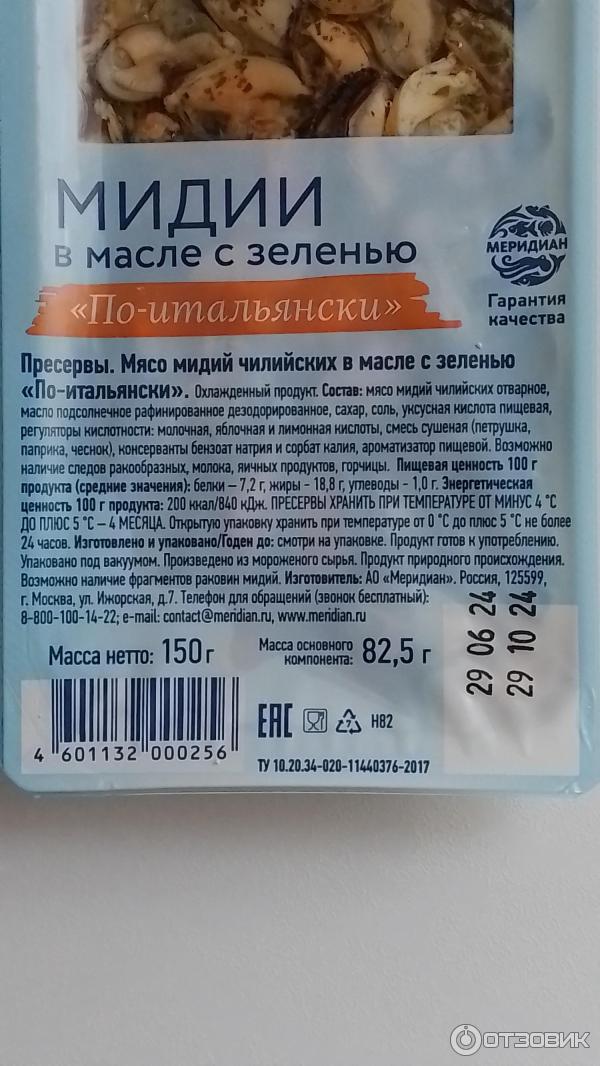 МИДИИ
в масле с зеленью
«По-итальянски»
МЕРИДИАН
Гарантия
качества
Пресервы. Мясо мидий чилийских в масле с зеленью
«По-итальянски». Охлажденный продукт. Состав: мясо мидий чилийских отварное,
масло подсолнечное рафинированное дезодорированное, сахар, соль, уксусная кислота пищевая,
регуляторы кислотности: молочная, яблочная и лимонная кислоты, смесь сушеная (петрушка,
паприка, чеснок), консерванты бензоат натрия и сорбат калия, ароматизатор пищевой. Возможно
наличие следов ракообразных, молока, яичных продуктов, горчицы. Пищевая ценность 100 г
продукта (средние значения): белки – 7,2 г, жиры - 18,8 г, углеводы - 1,0 г. Энергетическая
ценность 100 г продукта: 200 ккал/840 кДж. ПРЕСЕРВЫ ХРАНИТЬ ПРИ ТЕМПЕРАТУРЕ ОТ МИНУС 4 °С
ДО ПЛЮС 5 °С – 4 МЕСЯЦА. Открытую упаковку хранить при температуре от 0 °С до плюс 5 °С не более
24 часов. Изготовлено и упаковано/Годен до: смотри на упаковке. Продукт готов к употреблению.
Упаковано под вакуумом. Произведено из мороженого сырья. Продукт природного происхождения.
Возможно наличие фрагментов раковин мидий. Изготовитель: АО «Меридиан». Россия, 125599,
г. Москва, ул. Ижорская, д.7. Телефон для обращений (звонок бесплатный):
8-800-100-14-22; e-mail: contact@meridian.ru, www.meridian.ru
Масса нетто: 150 г
Масса основного
компонента: 82,5 г
29 06 24
29 10 24
4 601132 000256
ЕАС
H82
ТУ 10.20.34-020-11440376-2017
ОТЗОВИК